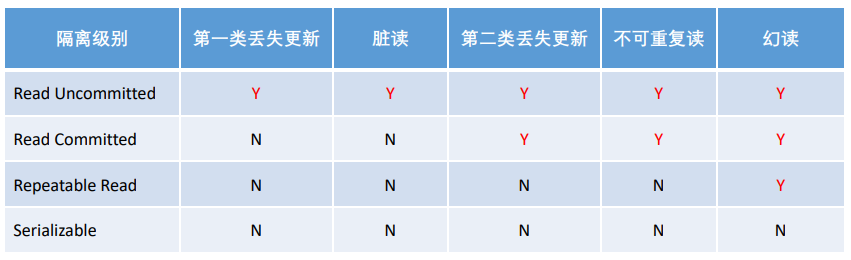 隔离级别 第一类丢失更新 脏读 第二类丢失更新 不可重复读 幻读
Read Uncommitted Y Y Y Y Y
Read Committed N N Y Y Y
Repeatable Read N N N N Y
Serializable N N N N N